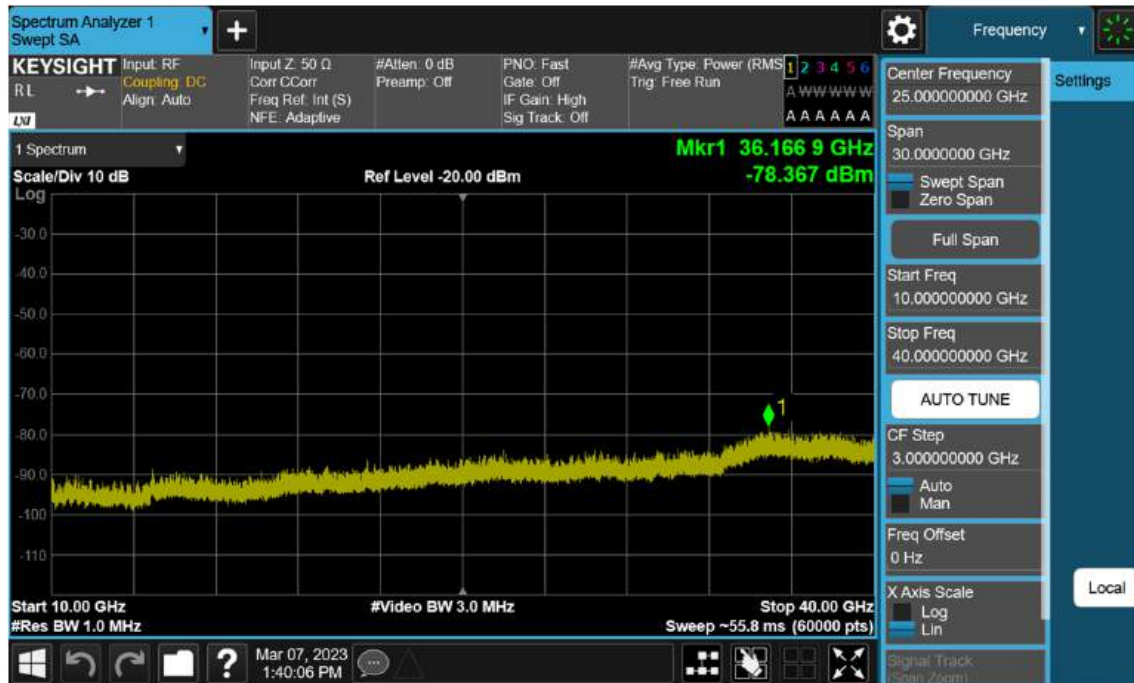 Spectrum Analyzer 1
Swept SA
Frequency
KEYSIGHT
RL
LXI
Input: RF
Coupling: DC
Align: Auto
Input Z: 50 Ω
Corr CCorr
Freq Ref: Int (S)
NFE: Adaptive
#Atten: 0 dB
Preamp: Off
PNO: Fast
Gate: Off
IF Gain: High
Sig Track: Off
#Avg Type: Power (RMS
Trig: Free Run
1 2 3 4 5 6
A W W W W W
A A A A A A
1 Spectrum
Mkr1 36.166 9 GHz
Scale/Div 10 dB
Ref Level -20.00 dBm
-78.367 dBm
Log
-30.0
-40.0
-50.0
-60.0
-70.0
-80.0
-90.0
-100
-110
1
Start 10.00 GHz
#Video BW 3.0 MHz
Stop 40.00 GHz
#Res BW 1.0 MHz
Sweep ~55.8 ms (60000 pts)
Center Frequency
25.000000000 GHz
Span
30.0000000 GHz
Swept Span
Zero Span
Full Span
Start Freq
10.000000000 GHz
Stop Freq
40.000000000 GHz
AUTO TUNE
CF Step
3.000000000 GHz
Auto
Man
Freq Offset
0 Hz
X Axis Scale
Log
Lin
Signal Track
(Span Zoom)
Settings
Local
?
Mar 07, 2023
1:40:06 PM